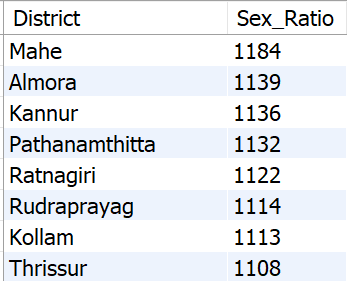 District Sex_Ratio
Mahe 1184
Almora 1139
Kannur 1136
Pathanamthitta 1132
Ratnagiri 1122
Rudraprayag 1114
Kollam 1113
Thrissur 1108